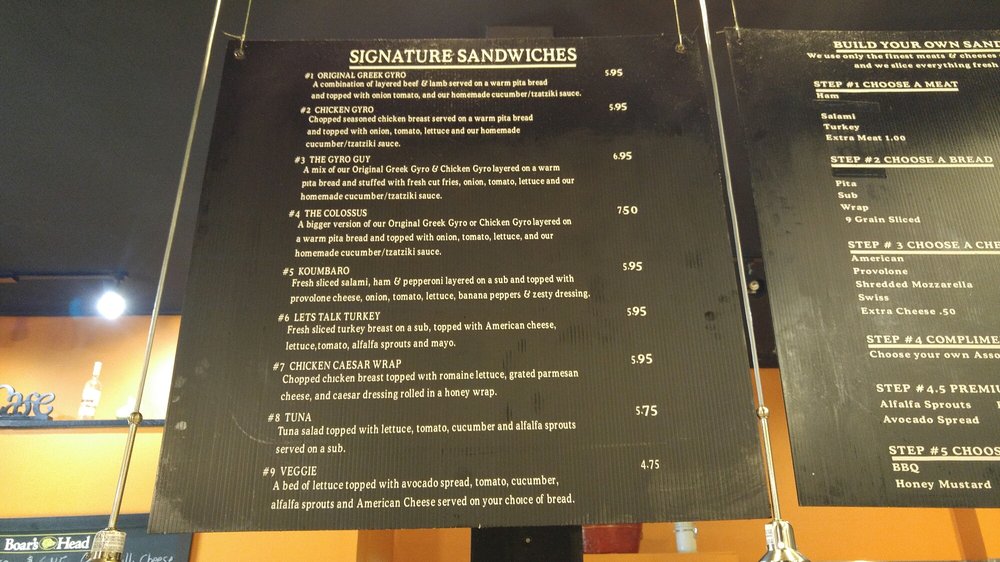 SIGNATURE SANDWICHES
#1 ORIGINAL GREEK GYRO 5.95
A combination of layered beef & lamb served on a warm pita bread
and topped with onion tomato, and our homemade cucumber/tzatziki sauce.
#2 CHICKEN GYRO 5.95
Chopped seasoned chicken breast served on a warm pita bread
and topped with onion, tomato, lettuce and our homemade
cucumber/tzatziki sauce.
#3 THE GYRO GUY 6.95
A mix of our Original Greek Gyro & Chicken Gyro layered on a warm
pita bread and stuffed with fresh cut fries, onion, tomato, lettuce and our
homemade cucumber/tzatziki sauce.
#4 THE COLOSSUS 750
A bigger version of our Original Greek Gyro or Chicken Gyro layered on
a warm pita bread and topped with onion, tomato, lettuce, and our
homemade cucumber/tzatziki sauce.
#5 KOUMBARO 5.95
Fresh sliced salami, ham & pepperoni layered on a sub and topped with
provolone cheese, onion, tomato, lettuce, banana peppers & zesty dressing.
#6 LETS TALK TURKEY 5.95
Fresh sliced turkey breast on a sub, topped with American cheese,
lettuce,tomato, alfalfa sprouts and mayo.
#7 CHICKEN CAESAR WRAP 5.95
Chopped chicken breast topped with romaine lettuce, grated parmesan
cheese, and caesar dressing rolled in a honey wrap.
#8 TUNA 5.75
Tuna salad topped with lettuce, tomato, cucumber and alfalfa sprouts
served on a sub.
#9 VEGGIE 4.75
A bed of lettuce topped with avocado spread, tomato, cucumber,
alfalfa sprouts and American Cheese served on your choice of bread.
BUILD YOUR OWN SAND
We use only the finest meats & cheeses
and we slice everything fresh
STEP #1 CHOOSE A MEAT
Ham
Salami
Turkey
Extra Meat 1.00
STEP #2 CHOOSE A BREAD
Pita
Sub
Wrap
9 Grain Sliced
STEP # 3 CHOOSE A CHE
American
Provolone
Shredded Mozzarella
Swiss
Extra Cheese .50
STEP #4 COMPLIME
Choose your own Asso
STEP #4.5 PREMIU
Alfalfa Sprouts
Avocado Spread
STEP #5 CHOOS
BBQ
Honey Mustard
Case
Boar's Head
Cheese